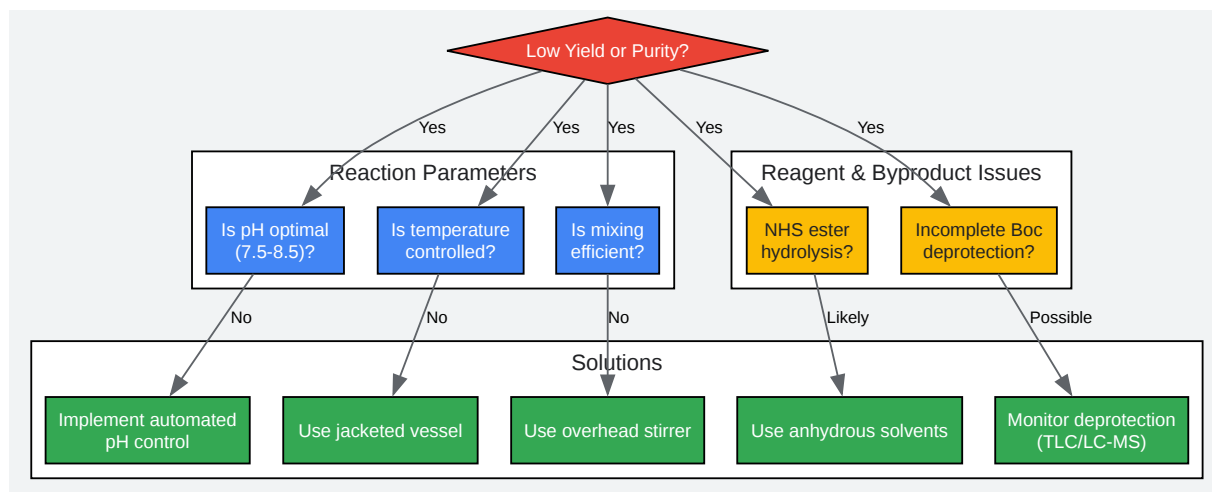 Low Yield or Purity?
Yes
Yes
Yes
Yes
Yes
Reaction Parameters
Reagent & Byproduct Issues
Is pH optimal
(7.5-8.5)?
Is temperature
controlled?
Is mixing
efficient?
NHS ester
hydrolysis?
Incomplete Boc
deprotection?
No
No
No
Likely
Possible
Solutions
Implement automated
pH control
Use jacketed vessel
Use overhead stirrer
Use anhydrous solvents
Monitor deprotection
(TLC/LC-MS)